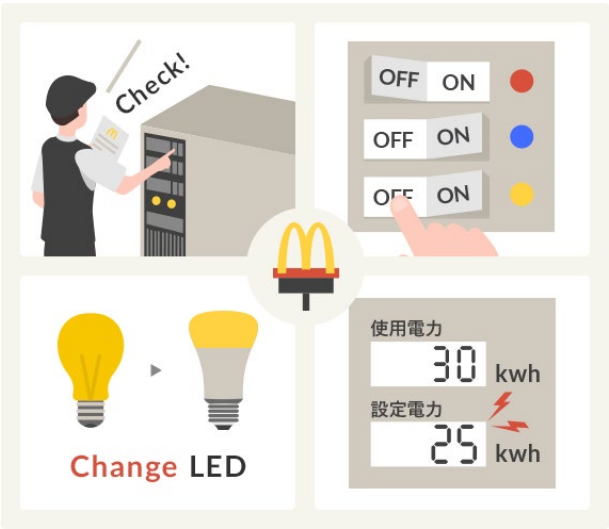 Check!
OFF ON
OFF ON
OFF ON
Change LED
使用電力
30 kwh
設定電力
25 kwh